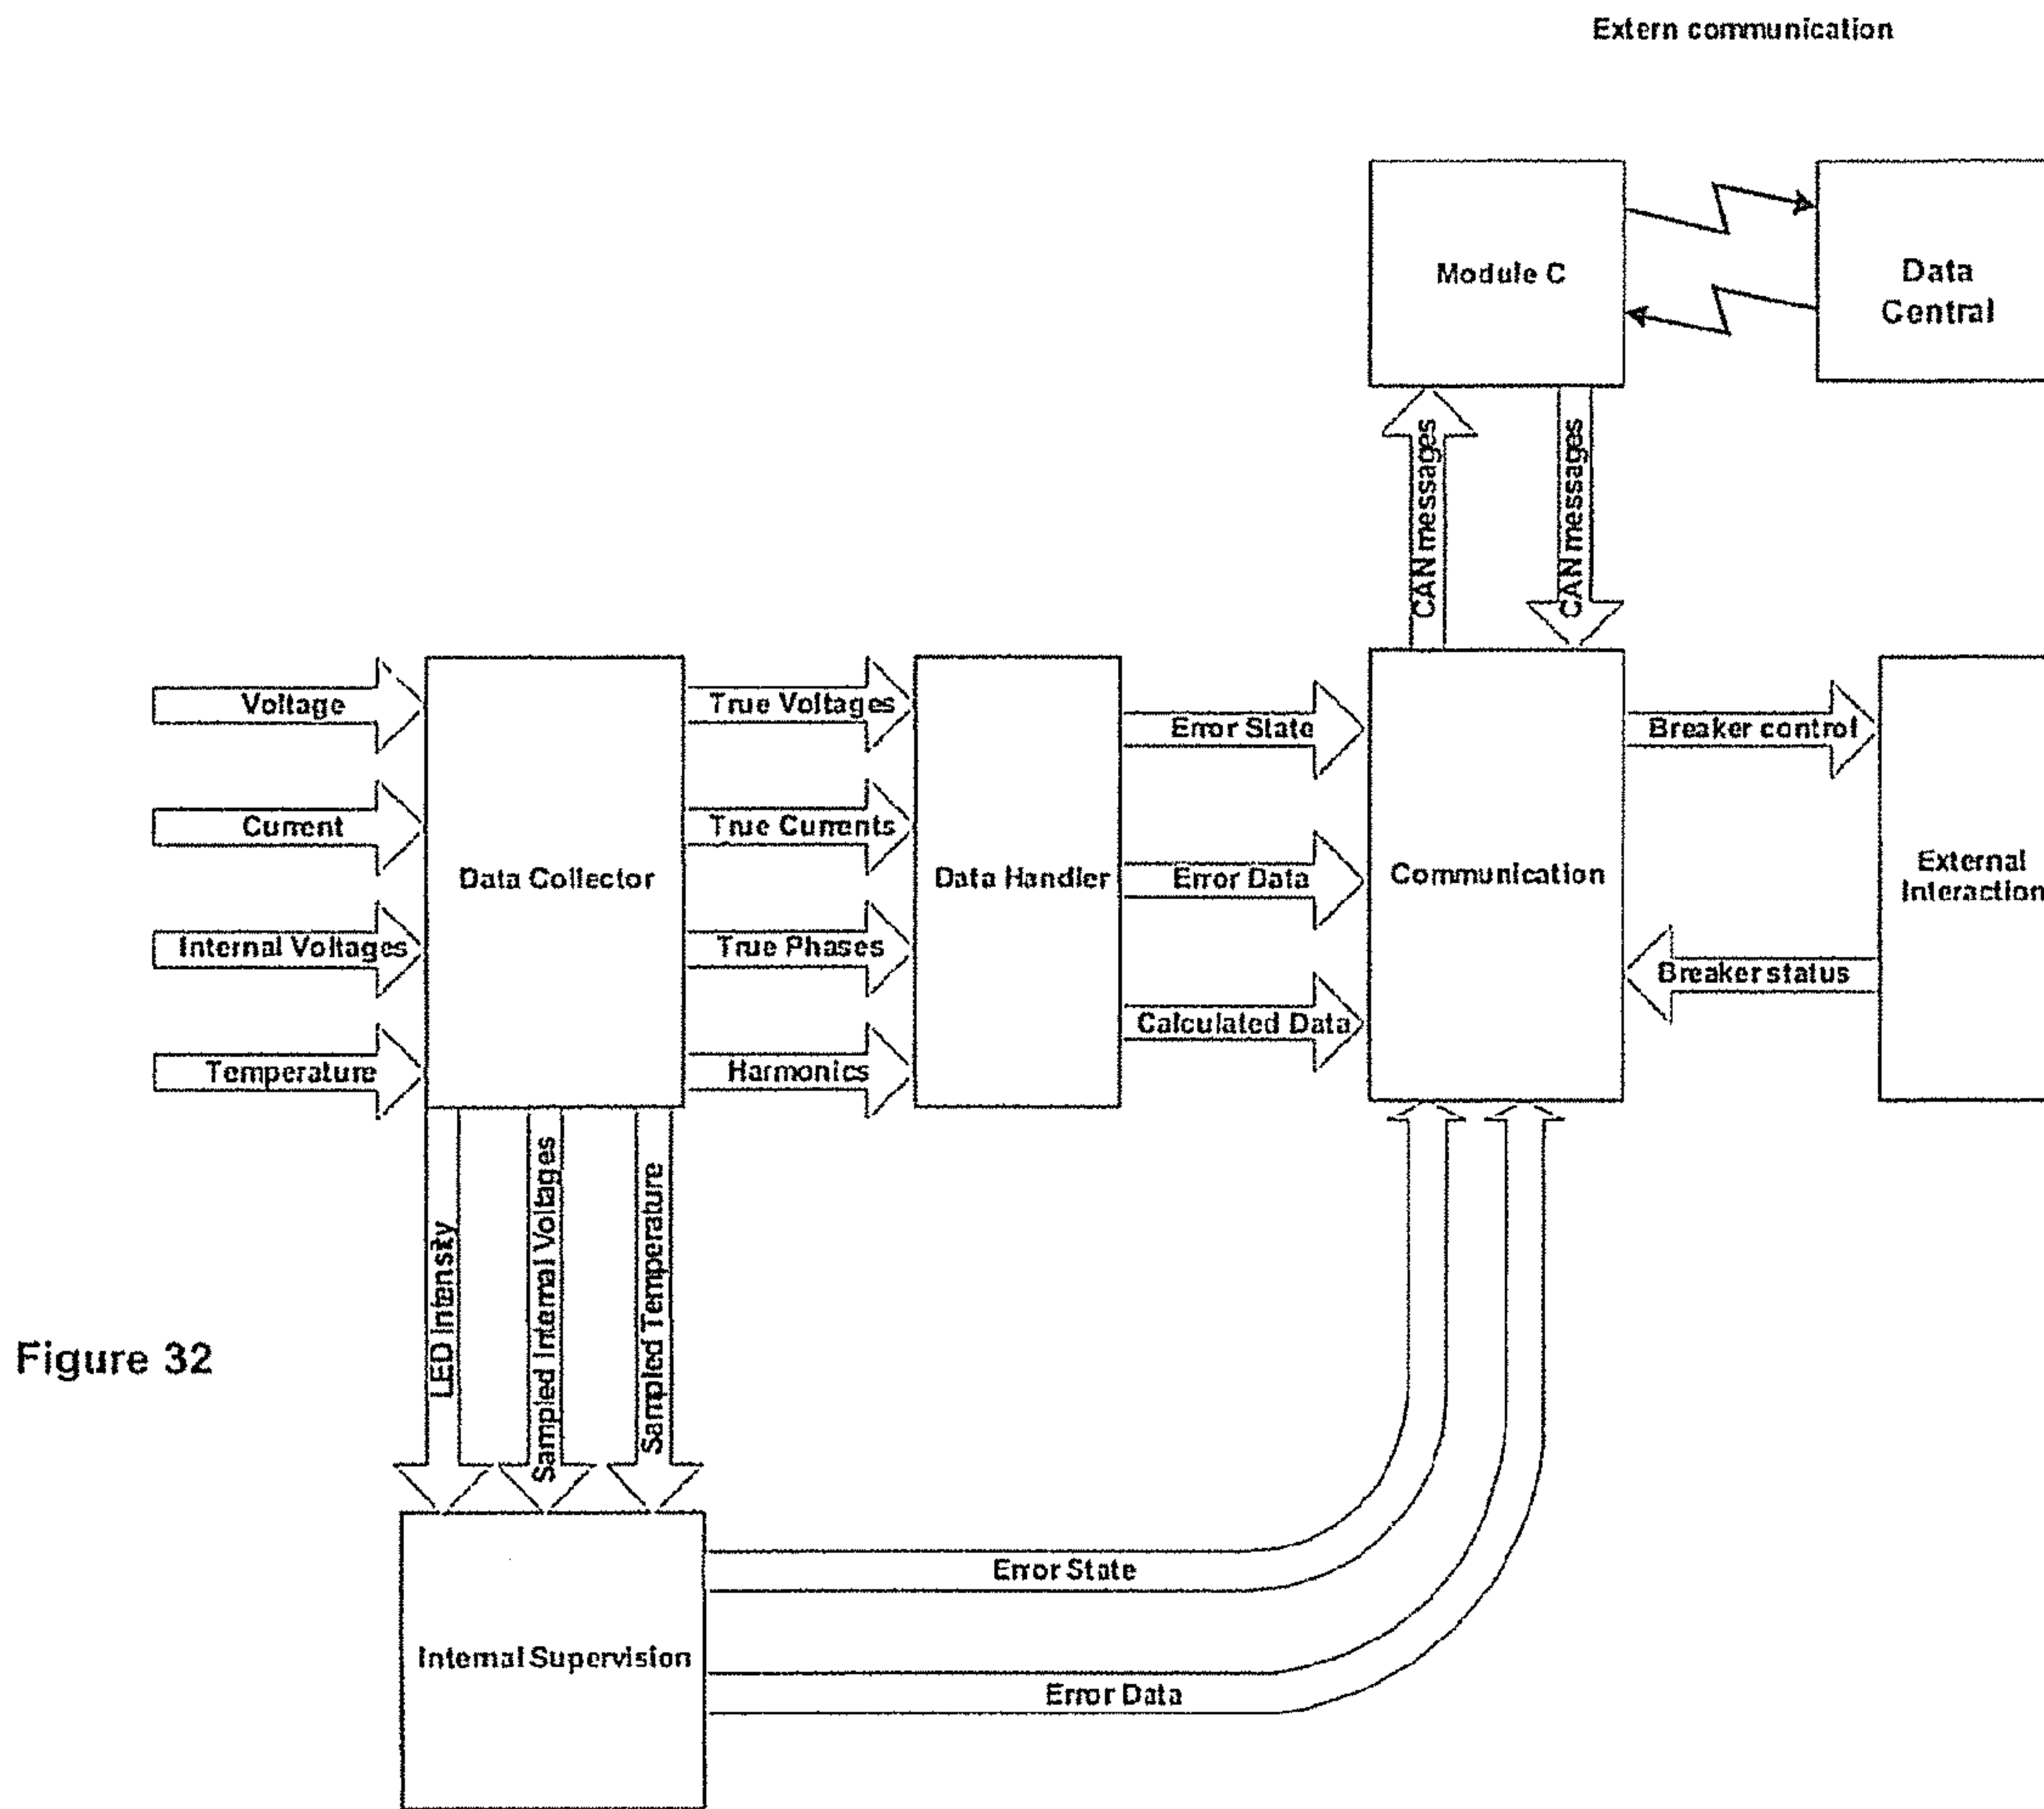 Extern communication
Module C
Data
Central
CAN messages
CAN messages
Voltage
Current
Internal Voltages
Temperature
Data Collector
True Voltages
True Currents
True Phases
Harmonics
Data Handler
Error State
Error Data
Calculated Data
Communication
Breaker control
Breaker status
External
Interaction
LED Intensity
Sampled Internal Voltages
Sampled Temperature
Figure 32
Internal Supervision
Error State
Error Data